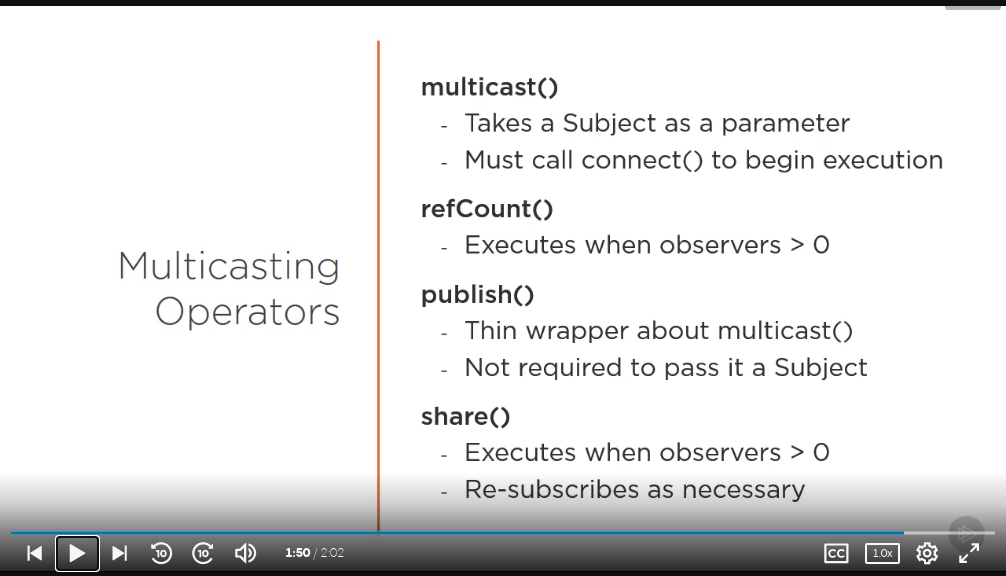 Multicasting
Operators
multicast()
- Takes a Subject as a parameter
- Must call connect() to begin execution
refCount()
- Executes when observers > 0
publish()
- Thin wrapper about multicast()
- Not required to pass it a Subject
share()
- Executes when observers > 0
- Re-subscribes as necessary
10 10 1:50 / 2:02 CC 1.0x